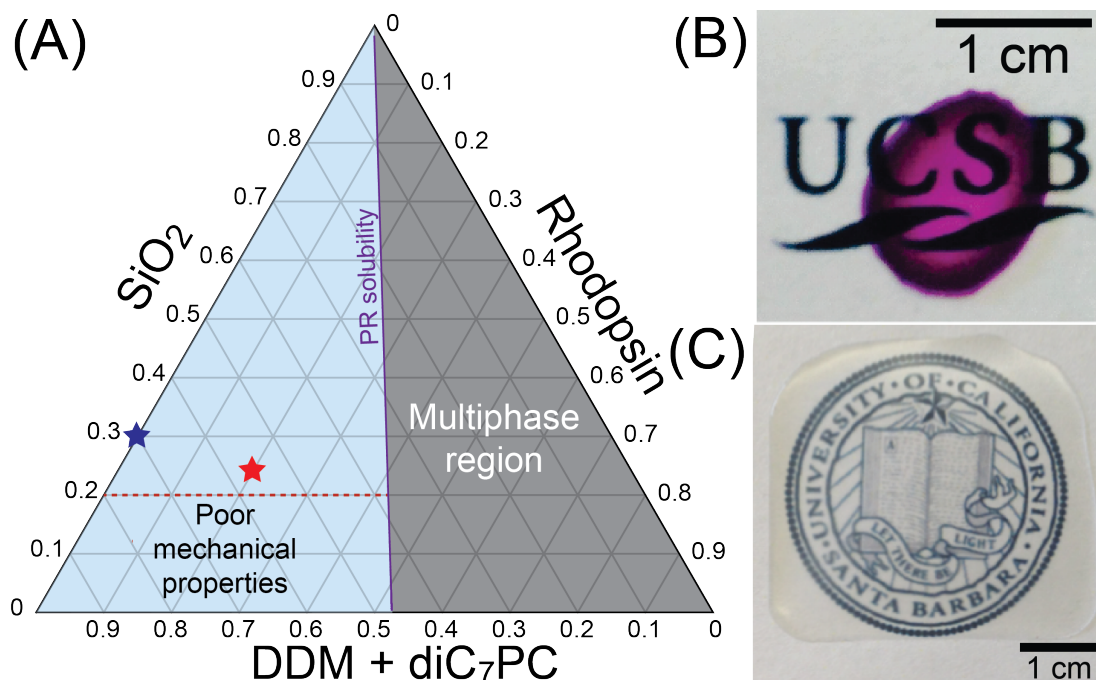 (A)
0
0.9
0.1
0.8
0.2
0.7
0.3
0.6
0.4
0.5
0.5
0.4
0.6
0.3
0.7
0.2
0.8
0.1
0.9
0
0.9
0.8
0.7
0.6
0.5
0.4
0.3
0.2
0.1
0
SiO₂
Rhodopsin
DDM + diC₇PC
PR solubility
Multiphase
region
Poor
mechanical
properties
(B)
1 cm
UCSB
(C)
·UNIVERSITY·OF·CALIFORNIA·
SANTA BARBARA
A
LET THERE BE
LIGHT
1 cm